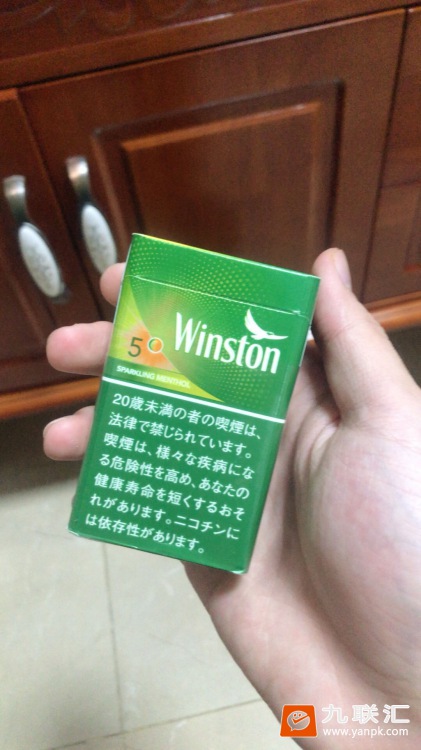 Winston
5
SPARKLING MENTHOL
20歳未満の者の喫煙は、
法律で禁じられています。
喫煙は、様々な疾病にな
る危険性を高め、あなたの
健康寿命を短くするおそ
れがあります。ニコチンに
は依存性があります。
九联汇
www.yanpk.com